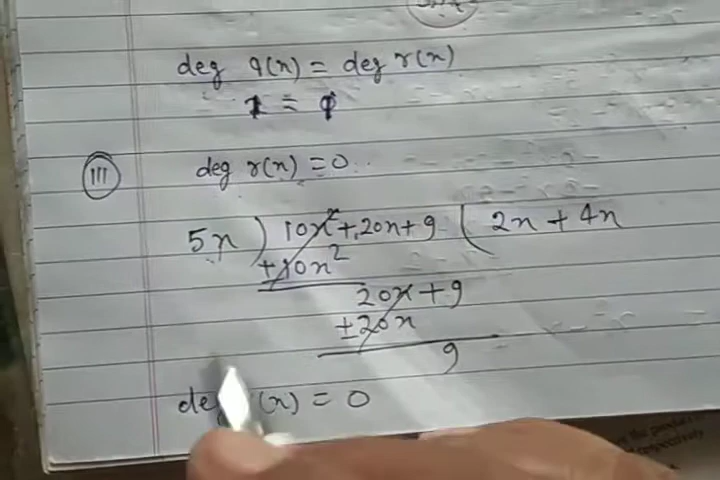 deg q(x) = deg r(x)
1 = 1
(III) deg r(x) = 0
5x ) 10x² + 20x + 9 ( 2x + 4x
± 10x²
20x + 9
± 20x
9
deg (x) = 0